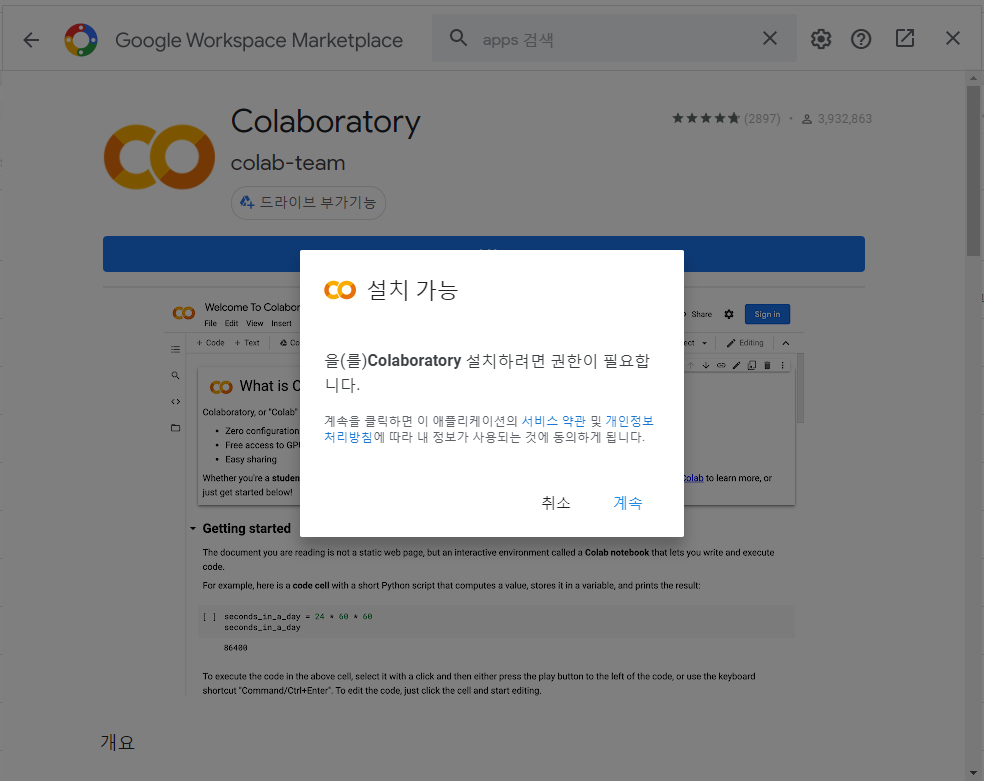 Google Workspace Marketplace
apps 검색
Colaboratory
(2897)
3,932,863
colab-team
드라이브 부가기능
설치 가능
을(를)Colaboratory 설치하려면 권한이 필요합
니다.
계속을 클릭하면 이 애플리케이션의 서비스 약관 및 개인정보
처리방침에 따라 내 정보가 사용되는 것에 동의하게 됩니다.
취소
계속
Welcome To Colabor
File Edit View Insert
Share
Sign in
+ Code + Text
Editing
What is C
Colaboratory, or "Colab"
Zero configuration
Free access to GPU
Easy sharing
Whether you're a studen
Colab to learn more, or
just get started below!
Getting started
The document you are reading is not a static web page, but an interactive environment called a Colab notebook that lets you write and execute
code.
For example, here is a code cell with a short Python script that computes a value, stores it in a variable, and prints the result:
[ ] seconds_in_a_day = 24 * 60 * 60
seconds_in_a_day
86400
To execute the code in the above cell, select it with a click and then either press the play button to the left of the code, or use the keyboard
shortcut "Command/Ctrl+Enter". To edit the code, just click the cell and start editing.
개요